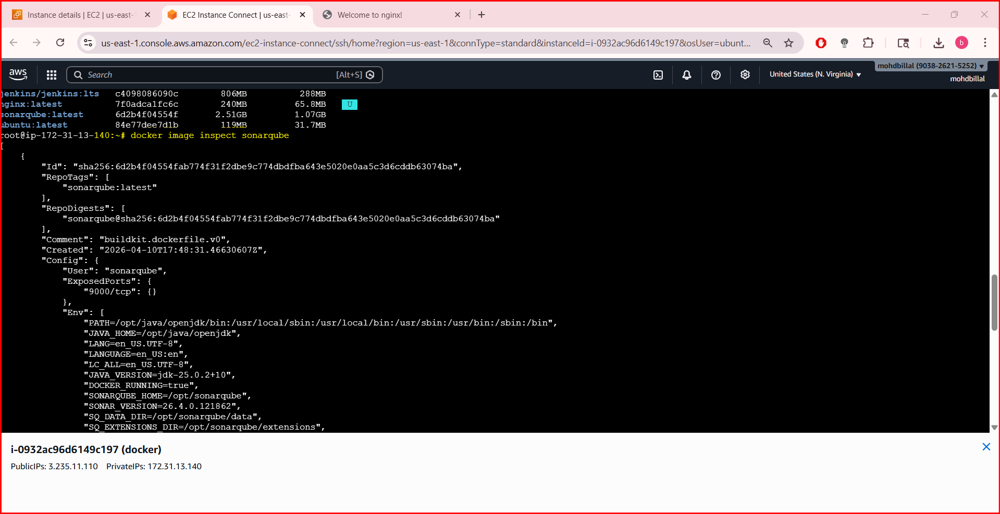 Instance details | EC2 | us-east-1
EC2 Instance Connect | us-east-
Welcome to nginx!
us-east-1.console.aws.amazon.com/ec2-instance-connect/ssh/home?region=us-east-1&connType=standard&instanceId=i-0932ac96d6149c197&osUser=ubunt...
b
aws
Search
[Alt+S]
United States (N. Virginia)
mohdbillal (9038-2621-5252)
mohdbillal
jenkins/jenkins:lts c4098086090c 806MB 288MB
nginx:latest 7f0adca1fc6c 240MB 65.8MB U
sonarqube:latest 6d2b4f04554f 2.51GB 1.07GB
ubuntu:latest 84e77dee7d1b 119MB 31.7MB
root@ip-172-31-13-140:~# docker image inspect sonarqube
[
{
"Id": "sha256:6d2b4f04554fab774f31f2dbe9c774dbdfba643e5020e0aa5c3d6cddb63074ba",
"RepoTags": [
"sonarqube:latest"
],
"RepoDigests": [
"sonarqube@sha256:6d2b4f04554fab774f31f2dbe9c774dbdfba643e5020e0aa5c3d6cddb63074ba"
],
"Comment": "buildkit.dockerfile.v0",
"Created": "2026-04-10T17:48:31.46630607Z",
"Config": {
"User": "sonarqube",
"ExposedPorts": {
"9000/tcp": {}
},
"Env": [
"PATH=/opt/java/openjdk/bin:/usr/local/sbin:/usr/local/bin:/usr/sbin:/usr/bin:/sbin:/bin",
"JAVA_HOME=/opt/java/openjdk",
"LANG=en_US.UTF-8",
"LANGUAGE=en_US:en",
"LC_ALL=en_US.UTF-8",
"JAVA_VERSION=jdk-25.0.2+10",
"DOCKER_RUNNING=true",
"SONARQUBE_HOME=/opt/sonarqube",
"SONAR_VERSION=26.4.0.121862",
"SQ_DATA_DIR=/opt/sonarqube/data",
"SQ_EXTENSIONS_DIR=/opt/sonarqube/extensions",
i-0932ac96d6149c197 (docker)
PublicIPs: 3.235.11.110 PrivateIPs: 172.31.13.140